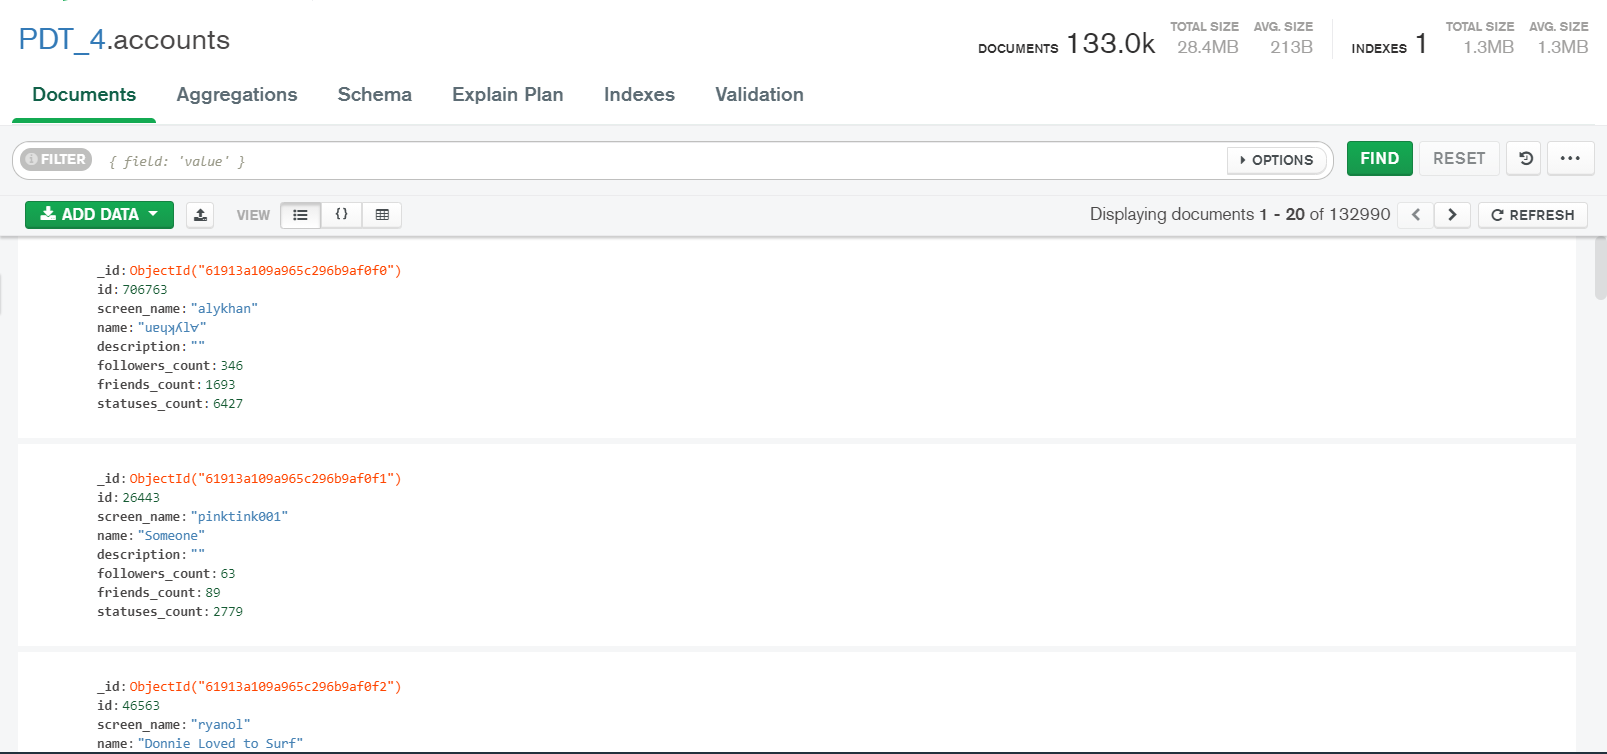 PDT_4.accounts
DOCUMENTS 133.0k TOTAL SIZE 28.4MB AVG. SIZE 213B INDEXES 1 TOTAL SIZE 1.3MB AVG. SIZE 1.3MB
Documents Aggregations Schema Explain Plan Indexes Validation
FILTER { field: 'value' } OPTIONS FIND RESET
ADD DATA VIEW {} Displaying documents 1 - 20 of 132990 REFRESH
_id: ObjectId("61913a109a965c296b9af0f0")
id: 706763
screen_name: "alykhan"
name: "uɐɥʞʎl∀"
description: ""
followers_count: 346
friends_count: 1693
statuses_count: 6427
_id: ObjectId("61913a109a965c296b9af0f1")
id: 26443
screen_name: "pinktink001"
name: "Someone"
description: ""
followers_count: 63
friends_count: 89
statuses_count: 2779
_id: ObjectId("61913a109a965c296b9af0f2")
id: 46563
screen_name: "ryanol"
name: "Donnie Loved to Surf"